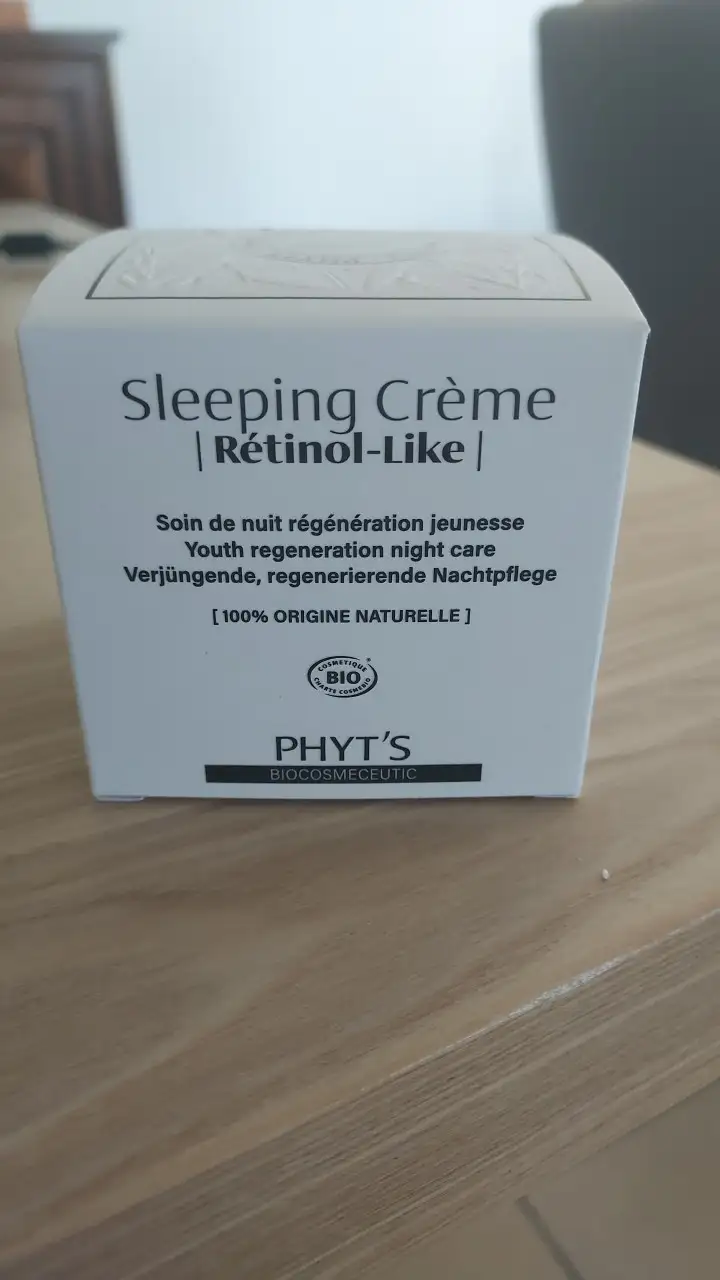 Sleeping Crème
| Rétinol-Like |
Soin de nuit régénération jeunesse
Youth regeneration night care
Verjüngende, regenerierende Nachtpflege
[ 100% ORIGINE NATURELLE ]
COSMETIQUE
BIO
CHARTE COSMEBIO
PHYT'S
BIOCOSMECEUTIC